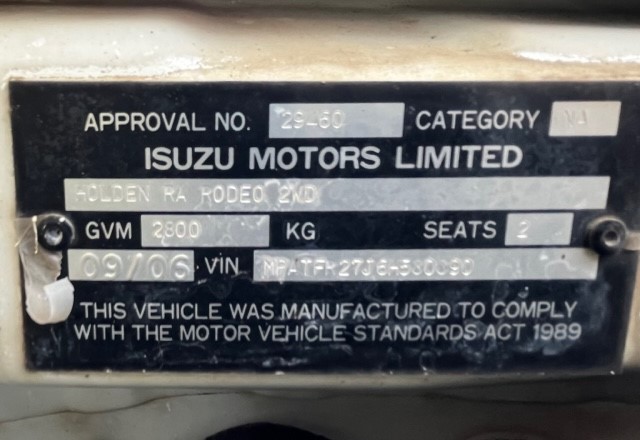 APPROVAL NO. 29-60 CATEGORY
ISUZU MOTORS LIMITED
HOLDEN RA RODEO 2WD
GVM 2800 KG SEATS 2
09/06 VIN
THIS VEHICLE WAS MANUFACTURED TO COMPLY
WITH THE MOTOR VEHICLE STANDARDS ACT 1989